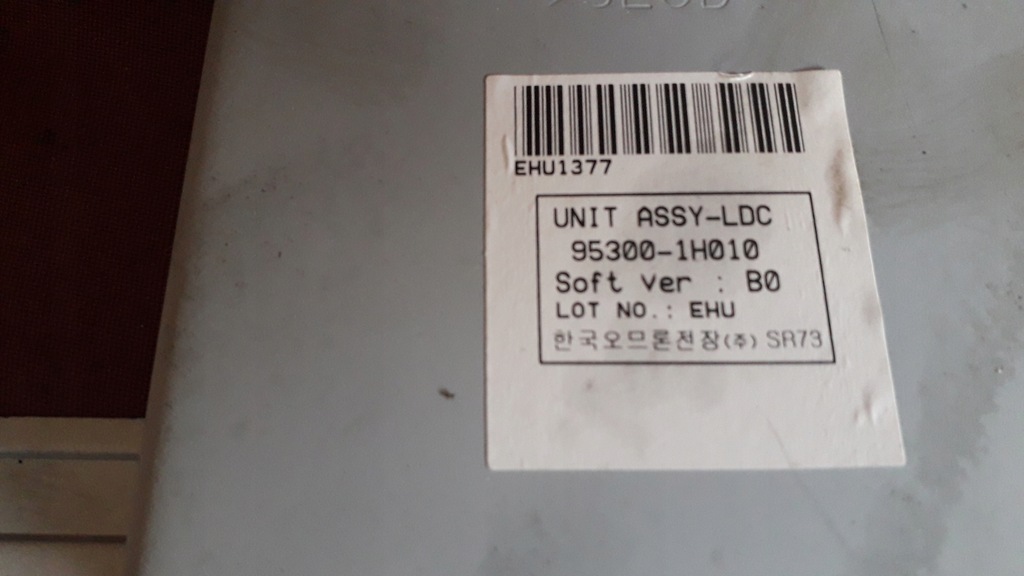 EHU1377
UNIT ASSY-LDC
95300-1H010
Soft ver : B0
LOT NO.: EHU
한국오므론전장(주) SR73